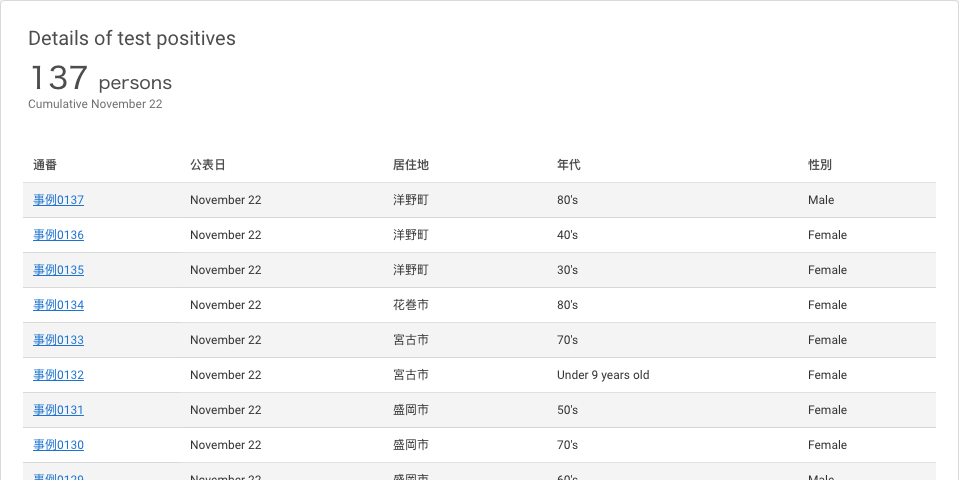 Details of test positives
137 persons
Cumulative November 22
通番 公表日 居住地 年代 性別
事例0137 November 22 洋野町 80's Male
事例0136 November 22 洋野町 40's Female
事例0135 November 22 洋野町 30's Female
事例0134 November 22 花巻市 80's Female
事例0133 November 22 宮古市 70's Female
事例0132 November 22 宮古市 Under 9 years old Female
事例0131 November 22 盛岡市 50's Female
事例0130 November 22 盛岡市 70's Female
事例0129 November 22 盛岡市 60's Male